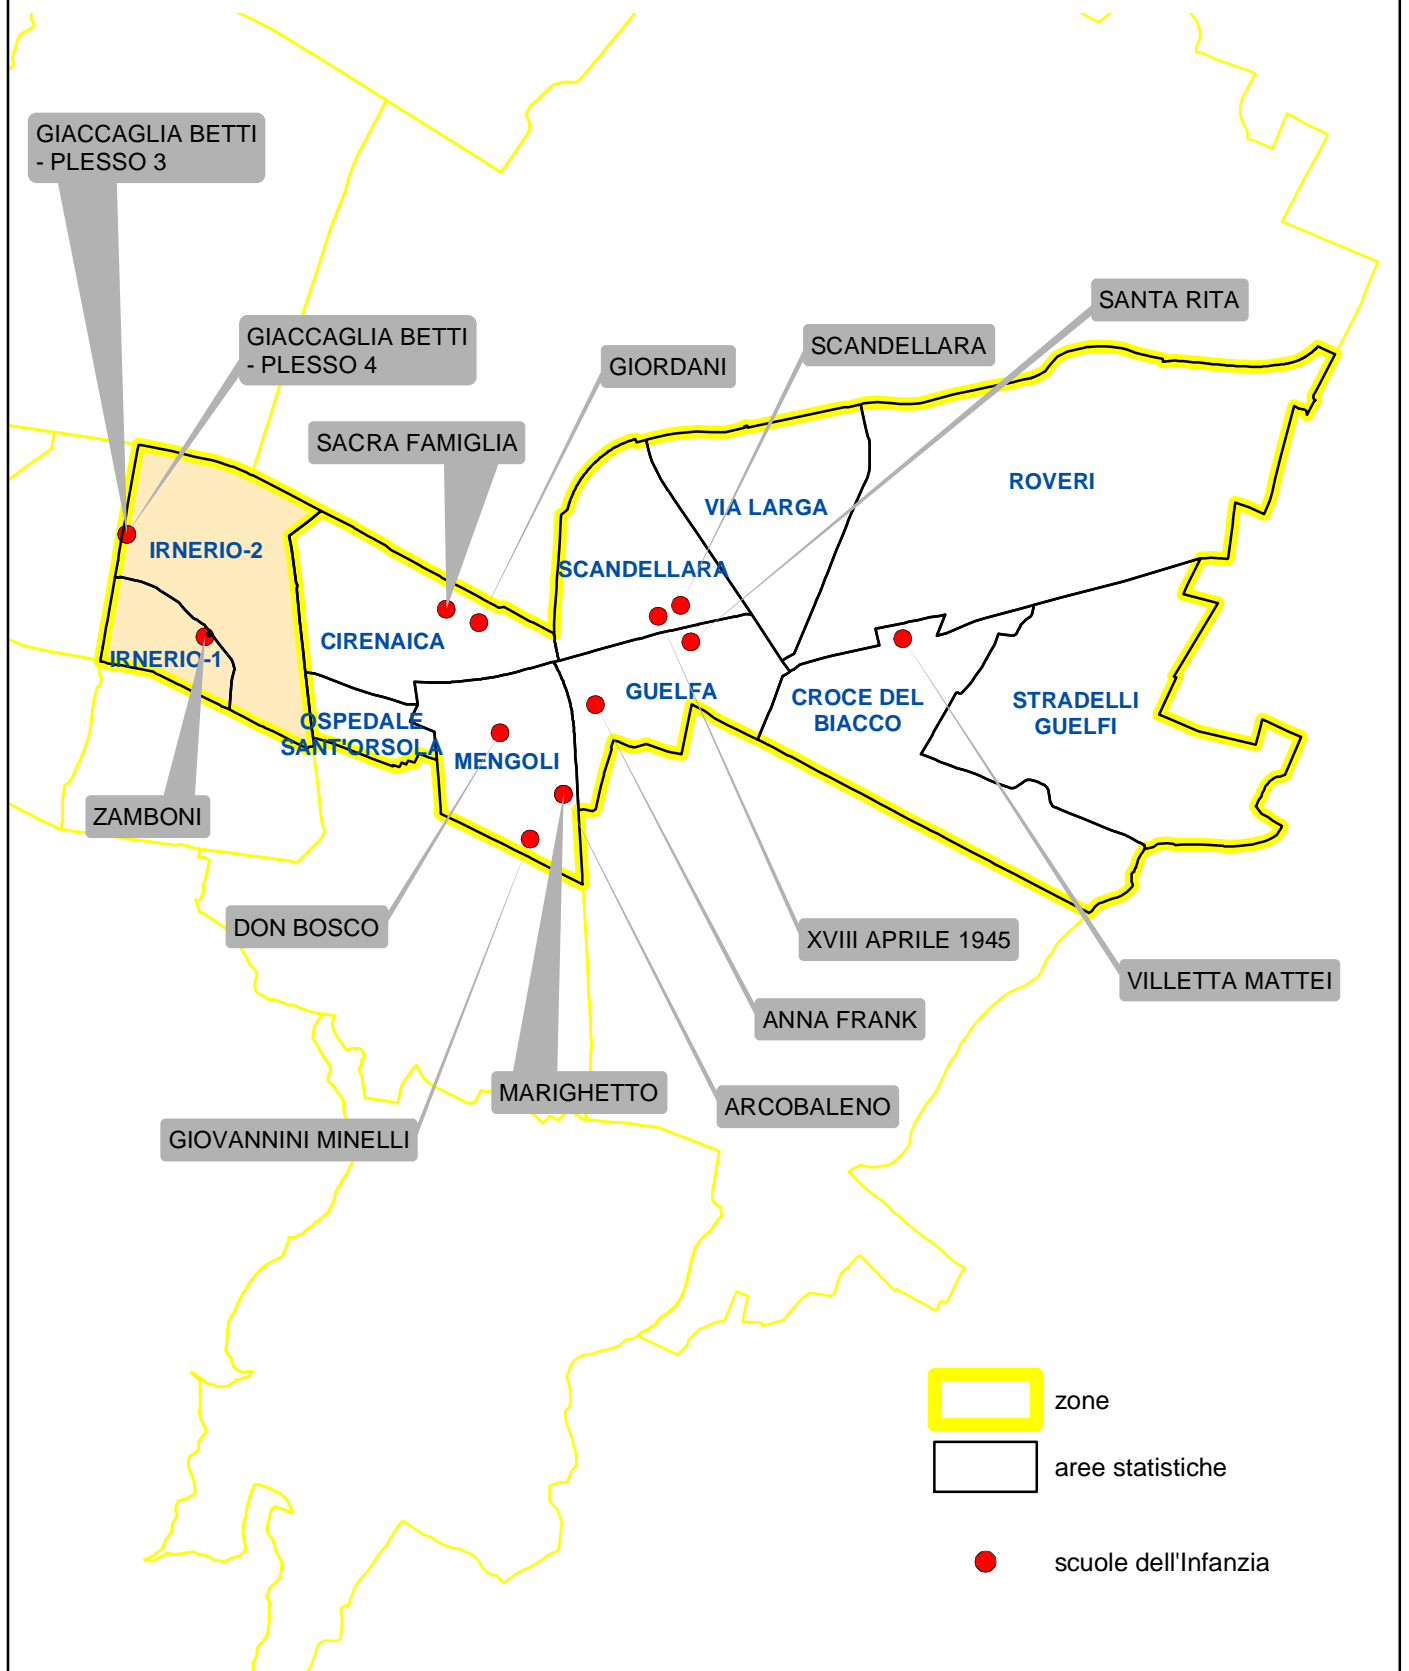 GIACCAGLIA BETTI
- PLESSO 3
SANTA RITA
GIACCAGLIA BETTI
- PLESSO 4
SCANDELLARA
GIORDANI
SACRA FAMIGLIA
ROVERI
VIA LARGA
IRNERIO-2
SCANDELLARA
CIRENAICA
IRNERIO-1
GUELFA
CROCE DEL
BIACCO
STRADELLI
GUELFI
OSPEDALE
SANT'ORSOLA
MENGOLI
ZAMBONI
DON BOSCO
XVIII APRILE 1945
VILLETTA MATTEI
ANNA FRANK
MARIGHETTO
ARCOBALENO
GIOVANNINI MINELLI
zone
aree statistiche
scuole dell'Infanzia